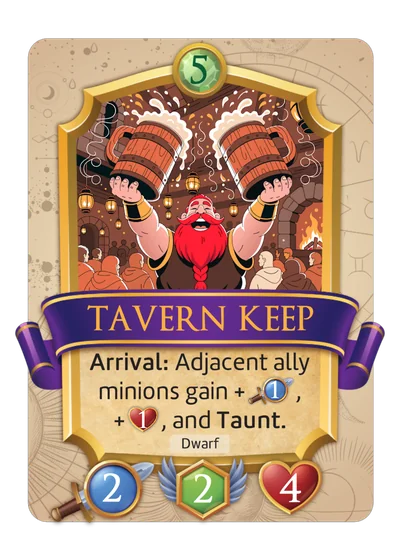 5
TAVERN KEEP
Arrival: Adjacent ally
minions gain + 1 ,
+ 1 , and Taunt.
Dwarf
2 2 4